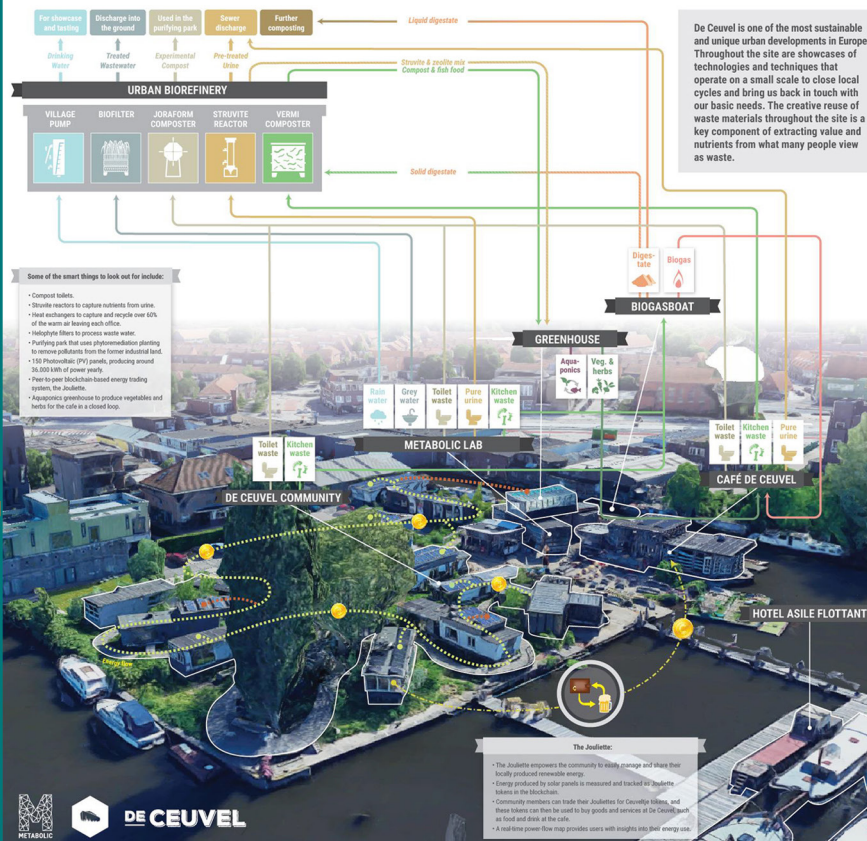 For showcase
and tasting
Discharge into
the ground
Used in the
purifying park
Sewer
discharge
Further
composting
Liquid digestate
Drinking
Water
Treated
Wastewater
Experimental
Compost
Pre-treated
Urine
Struvite & zeolite mix
Compost & fish food
URBAN BIOREFINERY
VILLAGE
PUMP
BIOFILTER
JORAFORM
COMPOSTER
STRUVITE
REACTOR
VERMI
COMPOSTER
Solid digestate
De Ceuvel is one of the most sustainable
and unique urban developments in Europe
Throughout the site are showcases of
technologies and techniques that
operate on a small scale to close local
cycles and bring us back in touch with
our basic needs. The creative reuse of
waste materials throughout the site is a
key component of extracting value and
nutrients from what many people view
as waste.
Some of the smart things to look out for include:
• Compost toilets.
• Struvite reactors to capture nutrients from urine.
• Heat exchangers to capture and recycle over 60%
of the warm air leaving each office.
• Helophyte filters to process waste water.
• Purifying park that uses phytoremediation planting
to remove pollutants from the former industrial land.
• 150 Photovoltaic (PV) panels, producing around
36.000 kWh of power yearly.
• Peer-to-peer blockchain-based energy trading
system, the Jouliette.
• Aquaponics greenhouse to produce vegetables and
herbs for the cafe in a closed loop.
Diges-
tate
Biogas
BIOGASBOAT
GREENHOUSE
Aqua-
ponics
Veg. &
herbs
Rain
water
Grey
water
Toilet
waste
Pure
urine
Kitchen
waste
METABOLIC LAB
Toilet
waste
Kitchen
waste
DE CEUVEL COMMUNITY
Toilet
waste
Kitchen
waste
Pure
urine
CAFÉ DE CEUVEL
HOTEL ASILE FLOTTANT
Energy flow
The Jouliette:
• The Jouliette empowers the community to easily manage and share their
locally produced renewable energy.
• Energy produced by solar panels is measured and tracked as Jouliette
tokens in the blockchain.
• Community members can trade their Jouliettes for Ceuveltje tokens, and
these tokens can then be used to buy goods and services at De Ceuvel, such
as food and drink at the cafe.
• A real-time power-flow map provides users with insights into their energy use.
METABOLIC
DE CEUVEL